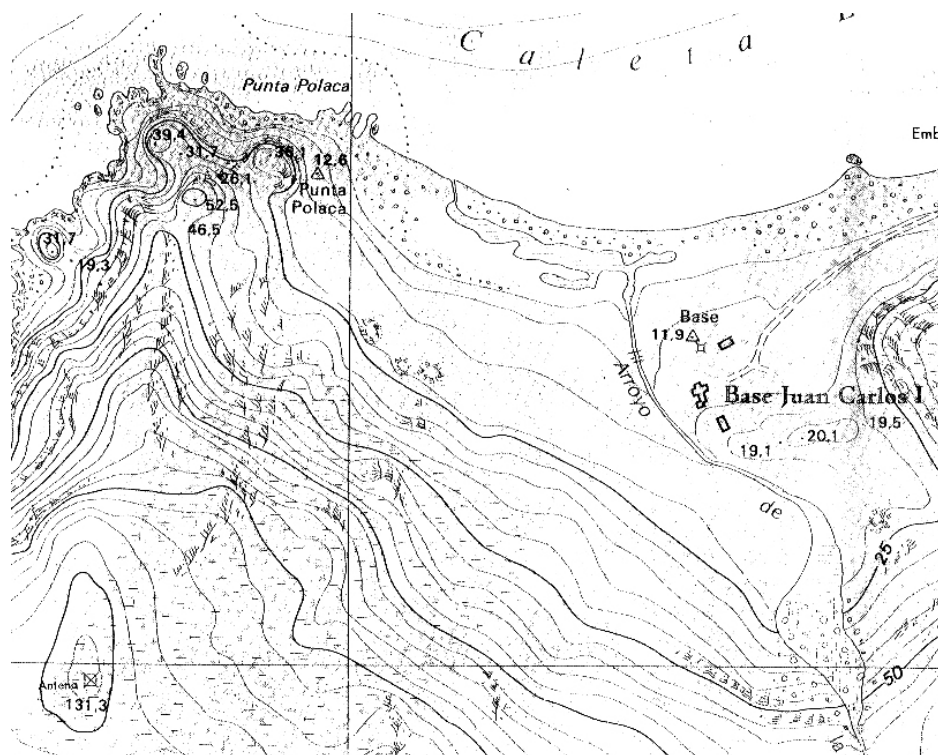 Caleta
Punta Polaca
Emb
39.4
31.7
36.1
12.6
26.1
Punta
Polaca
52.5
46.5
31.7
19.3
Base
11.9
Arroyo
Base Juan Carlos I
19.5
20.1
19.1
de
25
50
Antena
131.3
la